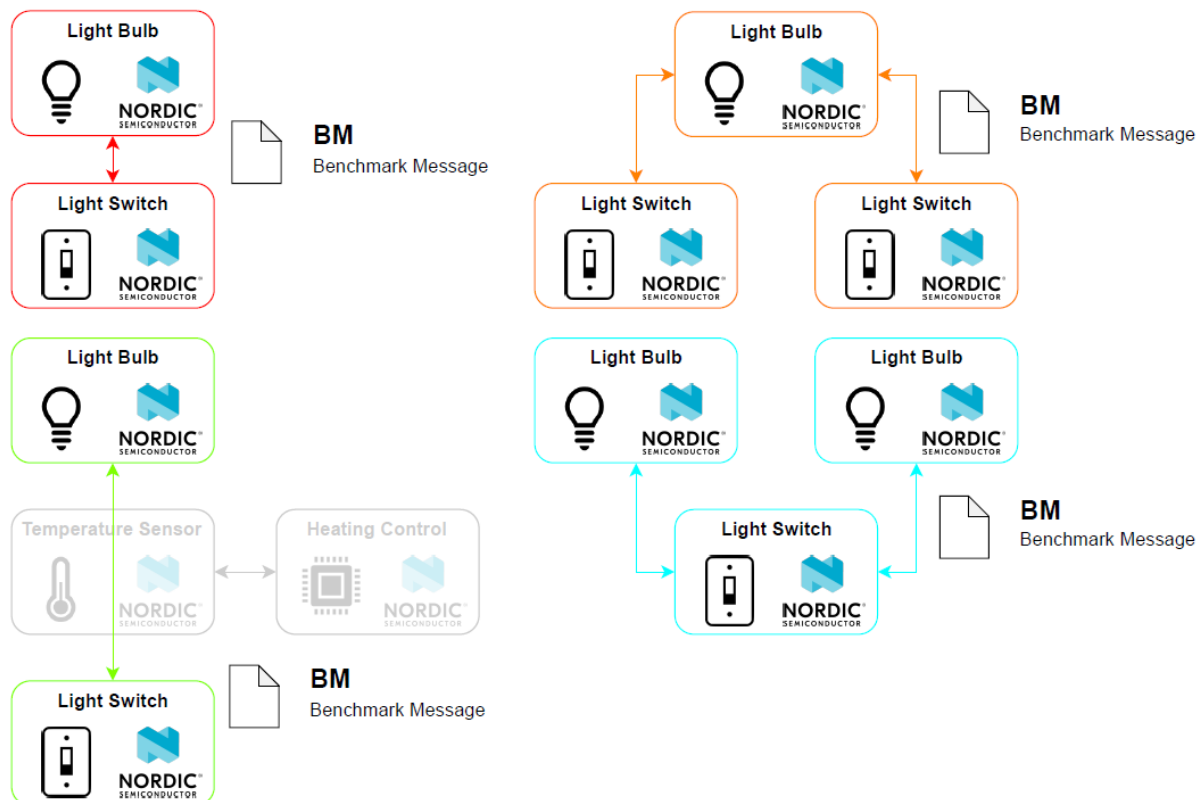 Light Bulb
NORDIC®
SEMICONDUCTOR
BM
Benchmark Message
Light Switch
NORDIC®
SEMICONDUCTOR
Light Bulb
NORDIC®
SEMICONDUCTOR
BM
Benchmark Message
Light Switch
NORDIC®
SEMICONDUCTOR
Light Switch
NORDIC®
SEMICONDUCTOR
Light Bulb
NORDIC®
SEMICONDUCTOR
Temperature Sensor
NORDIC®
SEMICONDUCTOR
Heating Control
NORDIC®
SEMICONDUCTOR
BM
Benchmark Message
Light Switch
NORDIC®
SEMICONDUCTOR
Light Bulb
NORDIC®
SEMICONDUCTOR
Light Bulb
NORDIC®
SEMICONDUCTOR
Light Switch
NORDIC®
SEMICONDUCTOR
BM
Benchmark Message